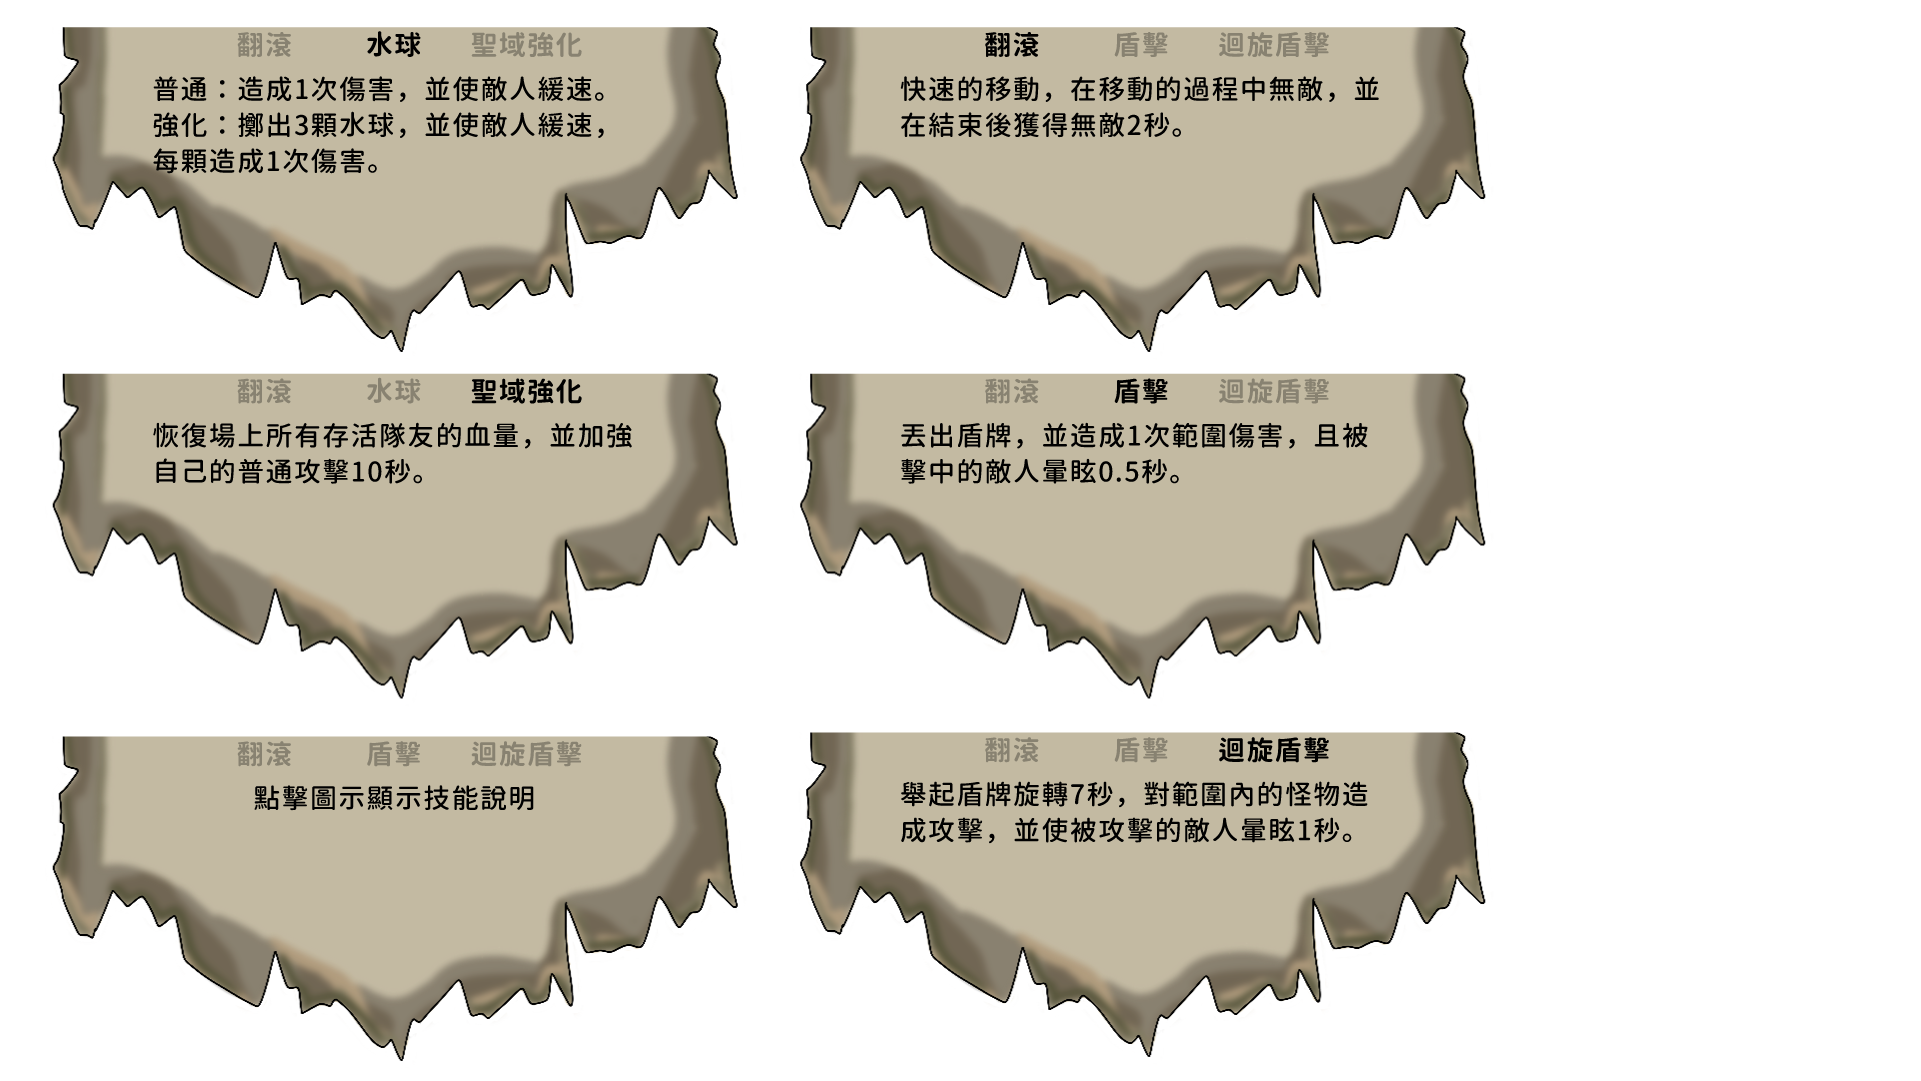 翻滾 水球 聖域強化
普通：造成1次傷害，並使敵人緩速。
強化：擲出3顆水球，並使敵人緩速，
每顆造成1次傷害。
翻滾 盾擊 迴旋盾擊
快速的移動，在移動的過程中無敵，並
在結束後獲得無敵2秒。
翻滾 水球 聖域強化
恢復場上所有存活隊友的血量，並加強
自己的普通攻擊10秒。
翻滾 盾擊 迴旋盾擊
丟出盾牌，並造成1次範圍傷害，且被
擊中的敵人暈眩0.5秒。
翻滾 盾擊 迴旋盾擊
點擊圖示顯示技能說明
翻滾 盾擊 迴旋盾擊
舉起盾牌旋轉7秒，對範圍內的怪物造
成攻擊，並使被攻擊的敵人暈眩1秒。